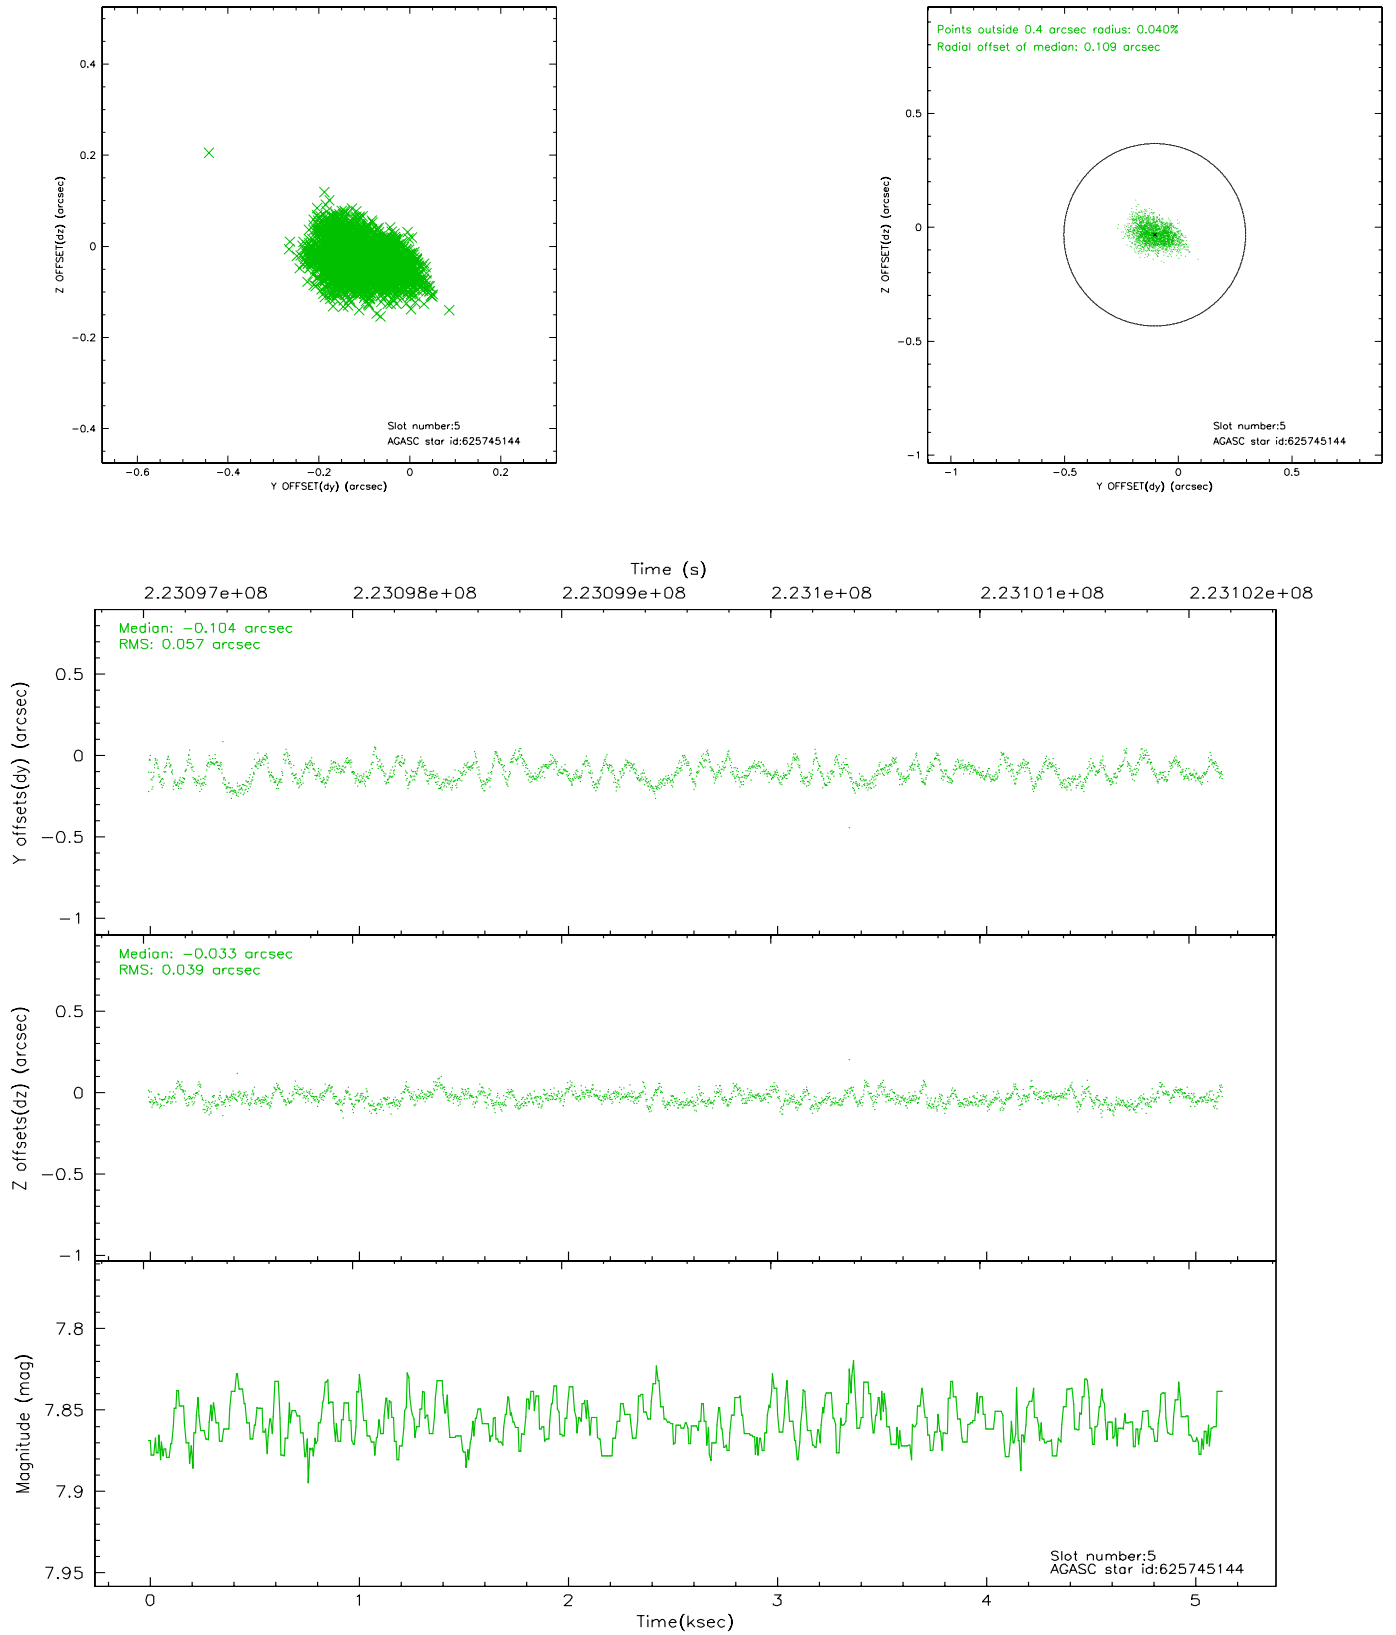 0.4
0.2
0
−0.2
−0.4
Z OFFSET(dz) (arcsec)
Slot number:5
AGASC star id:625745144
−0.6 −0.4 −0.2 0 0.2
Y OFFSET(dy) (arcsec)
Points outside 0.4 arcsec radius: 0.040%
Radial offset of median: 0.109 arcsec
0.5
0
−0.5
−1
Z OFFSET(dz) (arcsec)
Slot number:5
AGASC star id:625745144
−1 −0.5 0 0.5
Y OFFSET(dy) (arcsec)
Time (s)
2.23097e+08 2.23098e+08 2.23099e+08 2.231e+08 2.23101e+08 2.23102e+08
Median: −0.104 arcsec
RMS: 0.057 arcsec
0.5
0
−0.5
−1
Y offsets(dy) (arcsec)
Median: −0.033 arcsec
RMS: 0.039 arcsec
0.5
0
−0.5
−1
Z offsets(dz) (arcsec)
7.8
7.85
7.9
7.95
Magnitude (mag)
Slot number:5
AGASC star id:625745144
0 1 2 3 4 5
Time(ksec)